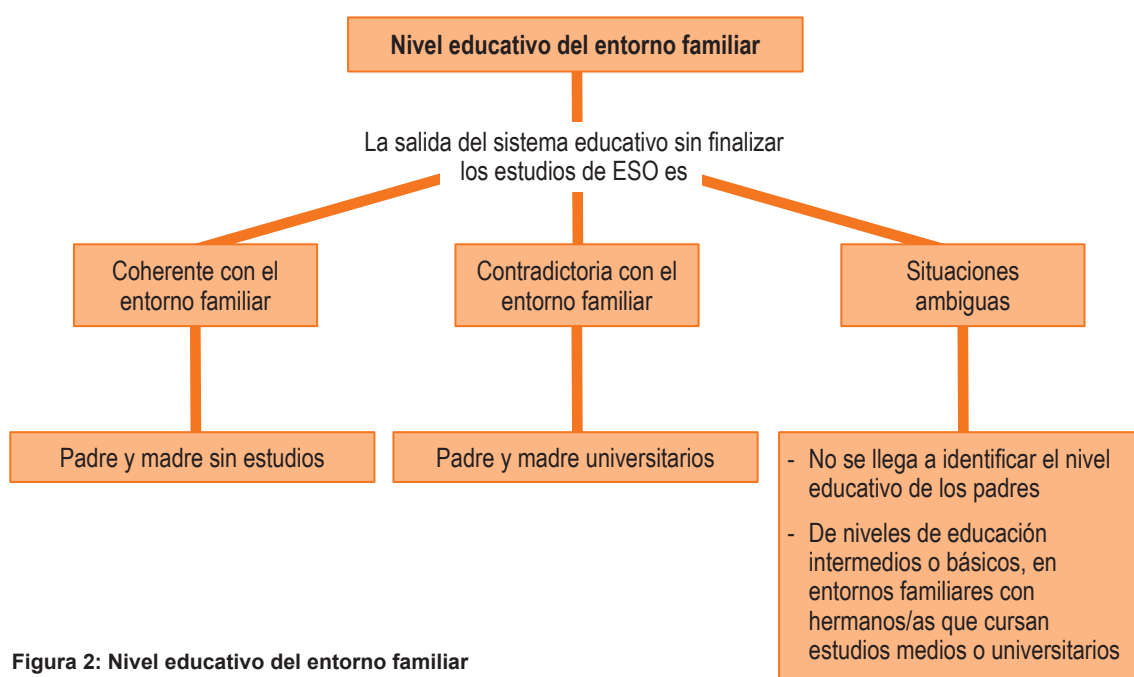 Nivel educativo del entorno familiar
La salida del sistema educativo sin finalizar
los estudios de ESO es
Coherente con el
entorno familiar
Contradictoria con el
entorno familiar
Situaciones
ambiguas
Padre y madre sin estudios
Padre y madre universitarios
- No se llega a identificar el nivel
educativo de los padres
- De niveles de educación
intermedios o básicos, en
entornos familiares con
hermanos/as que cursan
estudios medios o universitarios
Figura 2: Nivel educativo del entorno familiar